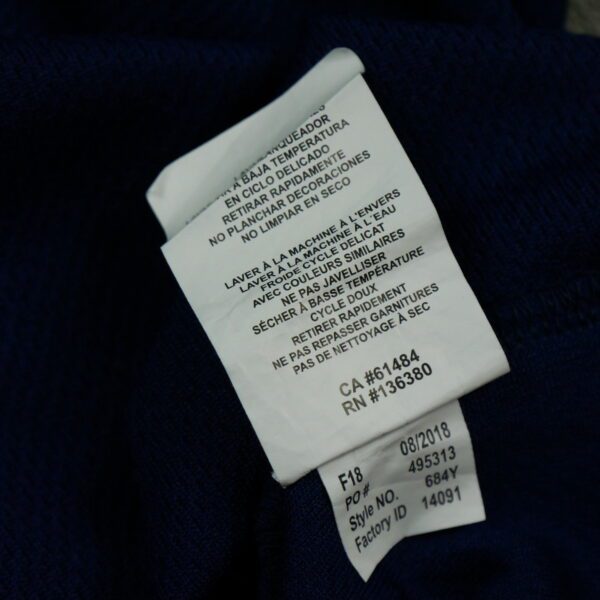 A BAJA TEMPERATURA
EN CICLO DELICADO
RETIRAR RAPIDAMENTE
NO PLANCHAR DECORACIONES
NO LIMPIAR EN SECO
LAVER À LA MACHINE À L'ENVERS
LAVER À LA MACHINE À L'EAU
FROIDE CYCLE DELICAT
AVEC COULEURS SIMILAIRES
NE PAS JAVELLISER
SÉCHER À BASSE TEMPÉRATURE
CYCLE DOUX
RETIRER RAPIDEMENT
NE PAS REPASSER GARNITURES
PAS DE NETTOYAGE À SEC
CA #61484
RN #136380
F18 08/2018
PO # 495313
Style NO. 684Y
Factory ID 14091